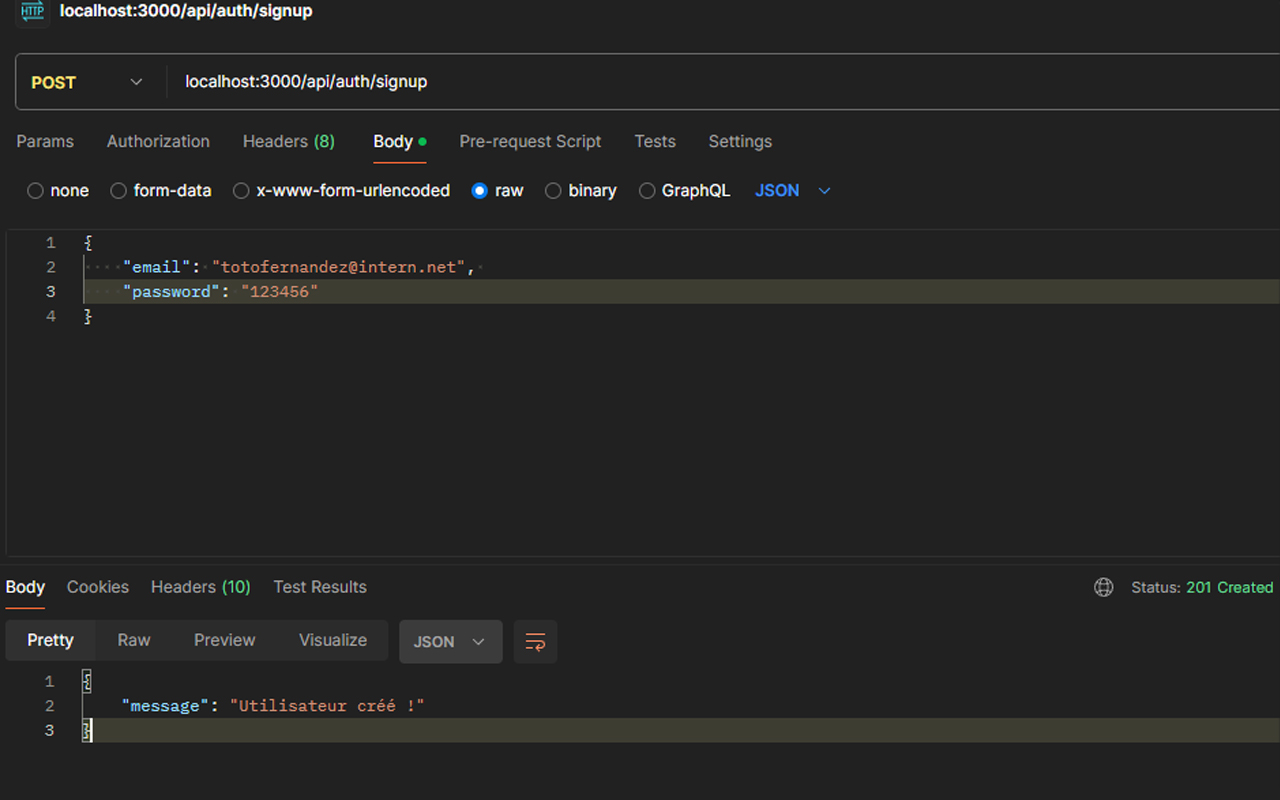 HTTP localhost:3000/api/auth/signup
POST localhost:3000/api/auth/signup
Params Authorization Headers (8) Body Pre-request Script Tests Settings
none form-data x-www-form-urlencoded raw binary GraphQL JSON
1 {
2 "email": "totofernandez@intern.net",
3 "password": "123456"
4 }
Body Cookies Headers (10) Test Results Status: 201 Created
Pretty Raw Preview Visualize JSON
1 {
2 "message": "Utilisateur créé !"
3 }